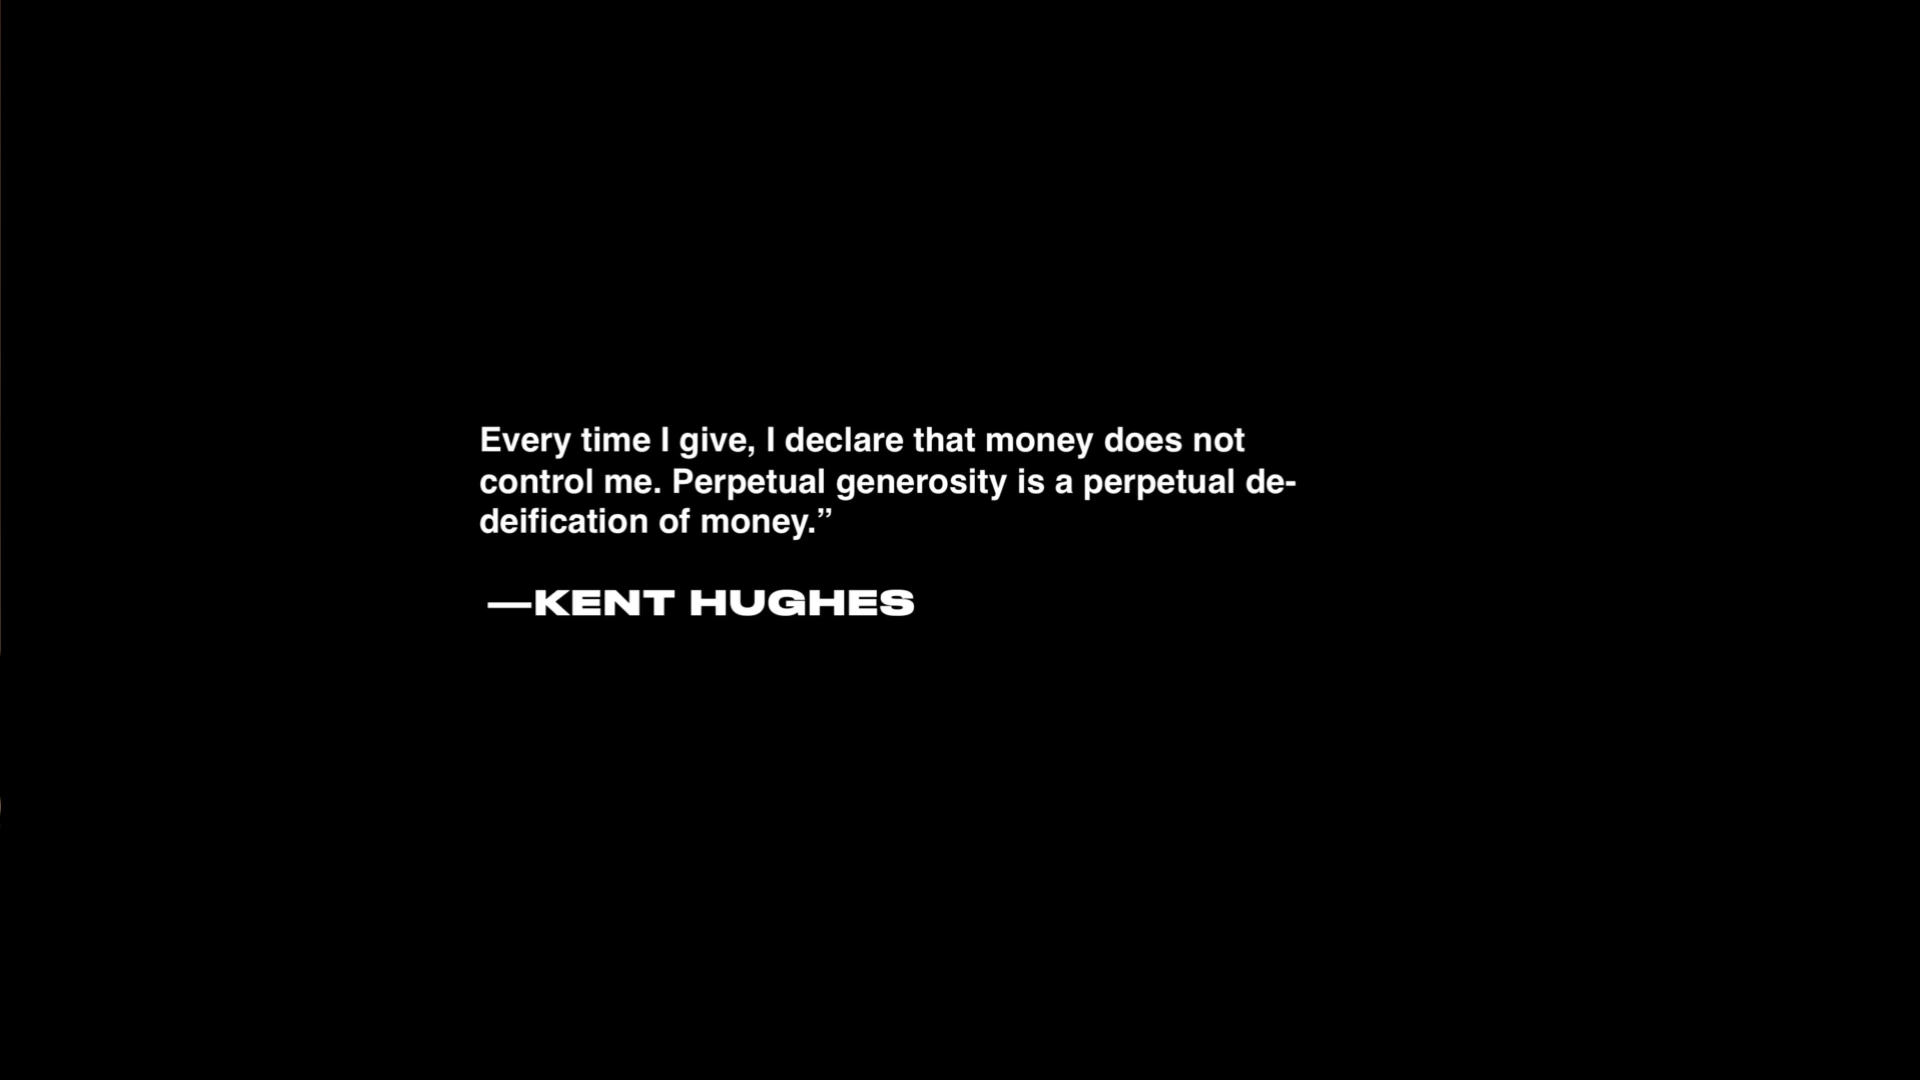 Every time I give, I declare that money does not
control me. Perpetual generosity is a perpetual de-
deification of money.”
—KENT HUGHES